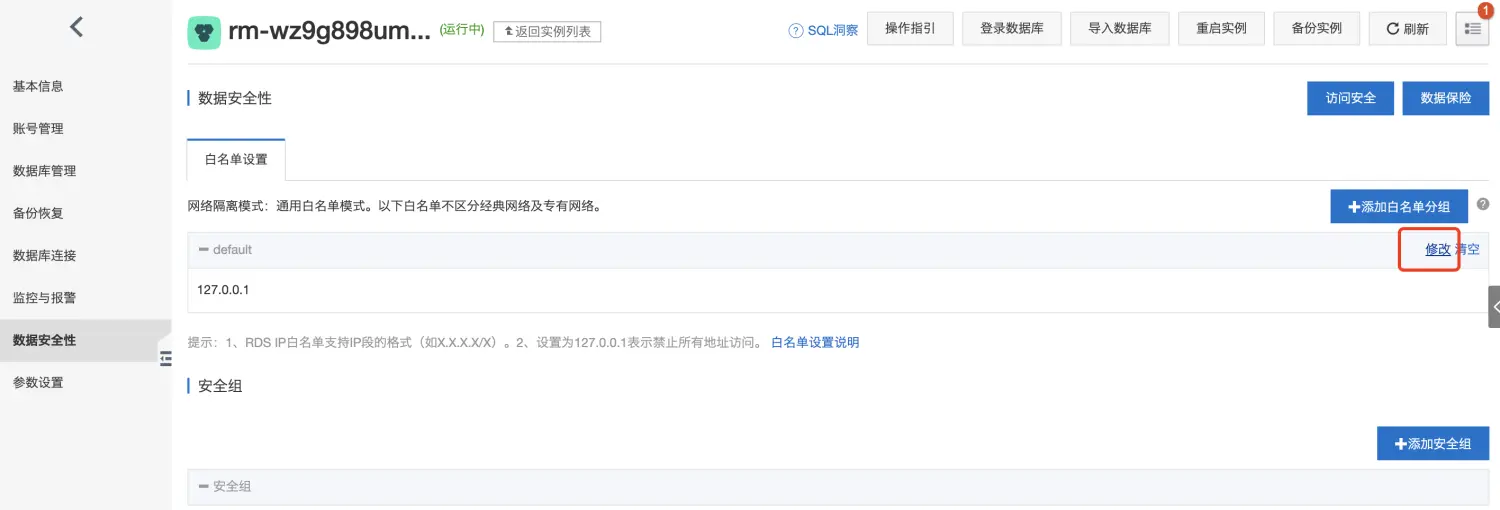 rm-wz9g898um... (运行中) 返回实例列表 ? SQL洞察 操作指引 登录数据库 导入数据库 重启实例 备份实例 刷新 1
基本信息
账号管理
数据库管理
备份恢复
数据库连接
监控与报警
数据安全性
参数设置
数据安全性 访问安全 数据保险
白名单设置
网络隔离模式：通用白名单模式。以下白名单不区分经典网络及专有网络。 +添加白名单分组 ?
default 修改 清空
127.0.0.1
提示：1、RDS IP白名单支持IP段的格式（如X.X.X.X/X）。2、设置为127.0.0.1表示禁止所有地址访问。 白名单设置说明
安全组
+添加安全组
安全组